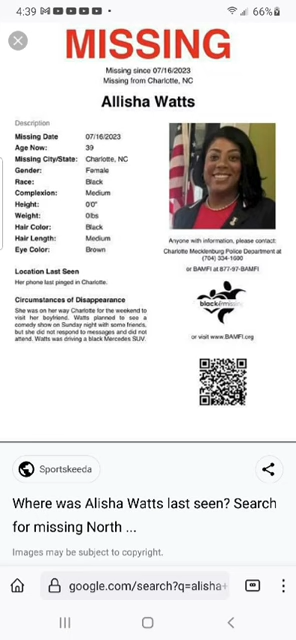 4:39
66%
MISSING
Missing since 07/16/2023
Missing from Charlotte, NC
Allisha Watts
Description
Missing Date 07/16/2023
Age Now: 39
Missing City/State: Charlotte, NC
Gender: Female
Race: Black
Complexion: Medium
Height: 0'0"
Weight: 0lbs
Hair Color: Black
Hair Length: Medium
Eye Color: Brown
Location Last Seen
Her phone last pinged in Charlotte.
Circumstances of Disappearance
She was on her way Charlotte for the weekend to
visit her boyfriend. Watts planned to see a
comedy show on Sunday night with some friends,
but she did not respond to messages and did not
attend. Watts was driving a black Mercedes SUV.
Anyone with information, please contact:
Charlotte Mecklenburg Police Department at
(704) 334-1600
or BAMFI at 877-97-BAMFI
black&missing
or visit www.BAMFI.org
Sportskeeda
Where was Alisha Watts last seen? Search
for missing North ...
Images may be subject to copyright.
google.com/search?q=alisha+